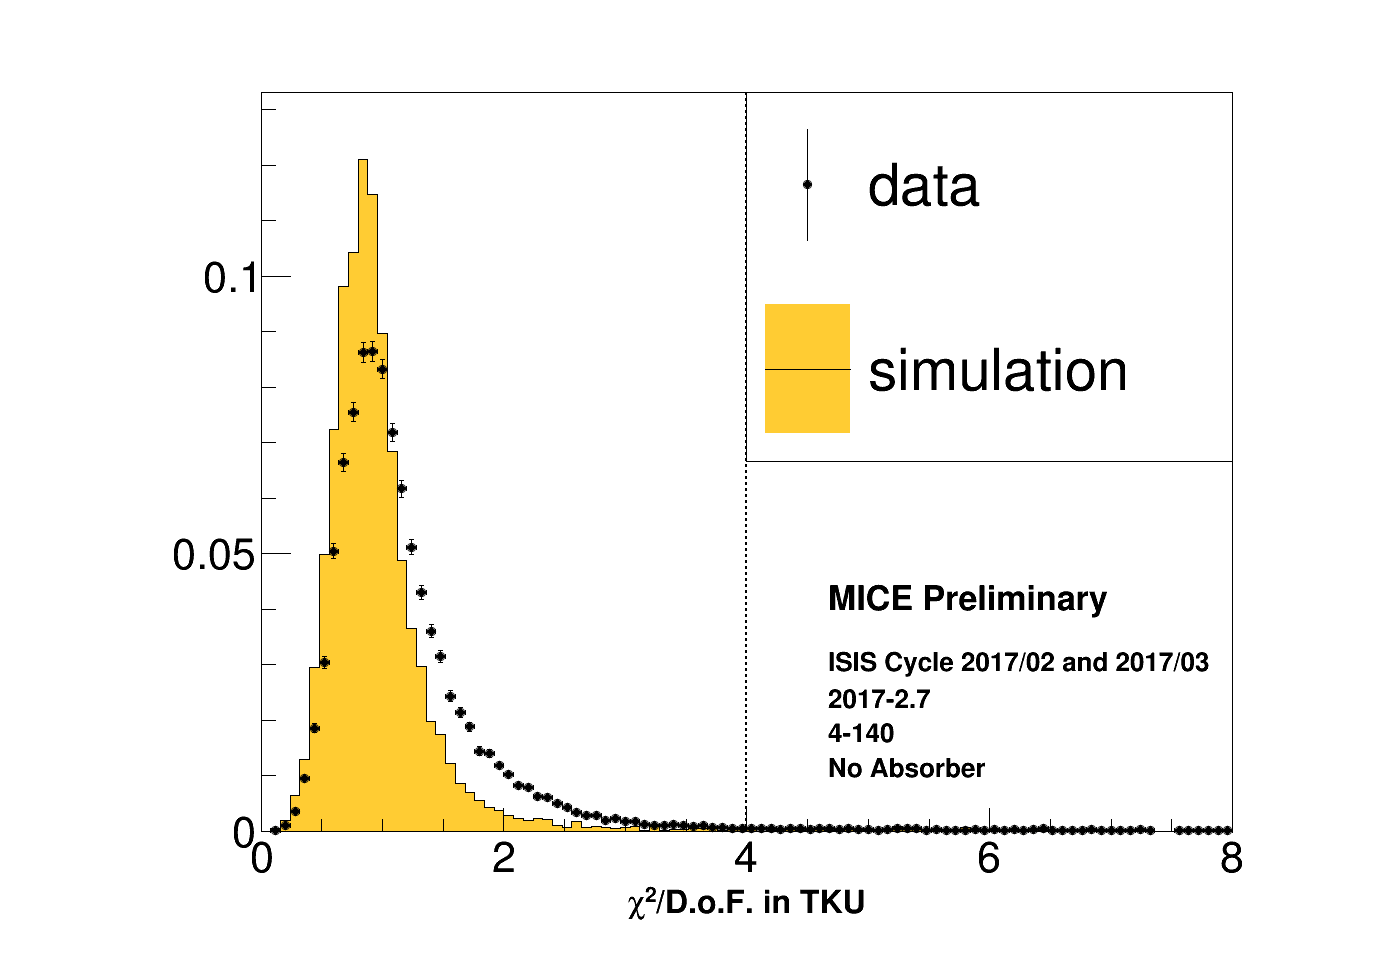 data
simulation
0.1
0.05
0
MICE Preliminary
ISIS Cycle 2017/02 and 2017/03
2017-2.7
4-140
No Absorber
0 2 4 6 8
χ²/D.o.F. in TKU